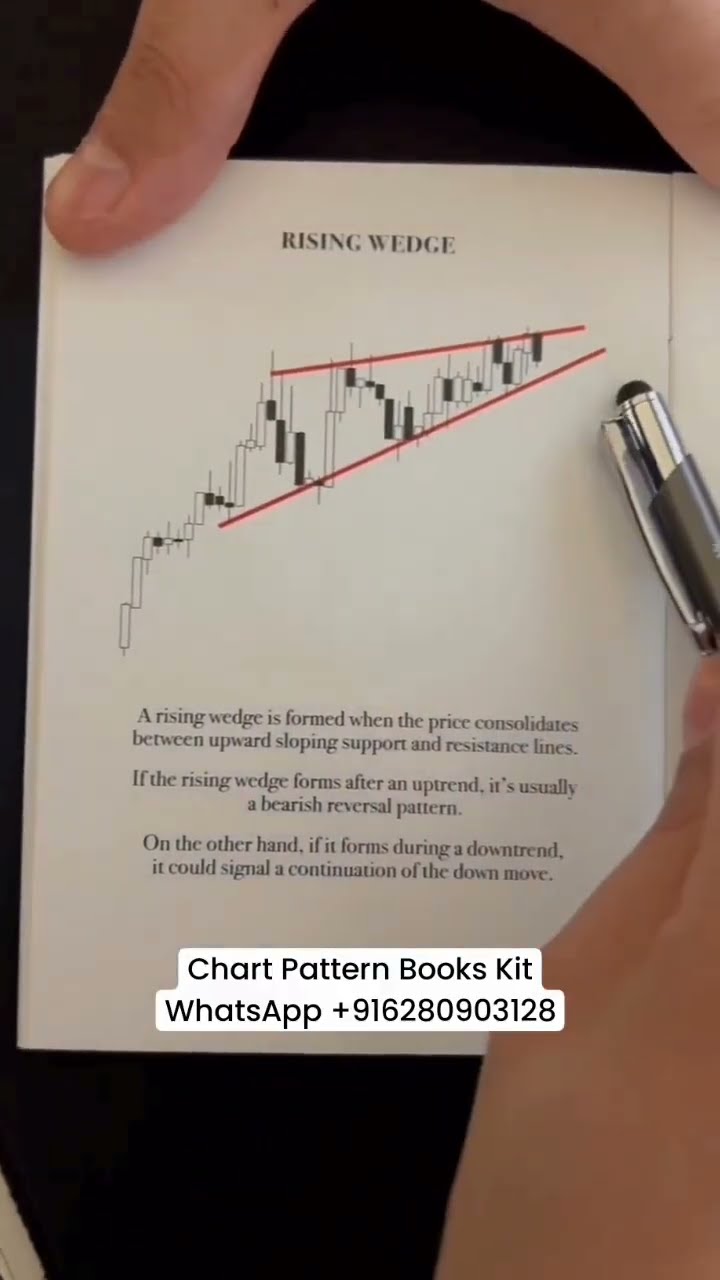 RISING WEDGE
A rising wedge is formed when the price consolidates
between upward sloping support and resistance lines.
If the rising wedge forms after an uptrend, it's usually
a bearish reversal pattern.
On the other hand, if it forms during a downtrend,
it could signal a continuation of the down move.
Chart Pattern Books Kit
WhatsApp +916280903128